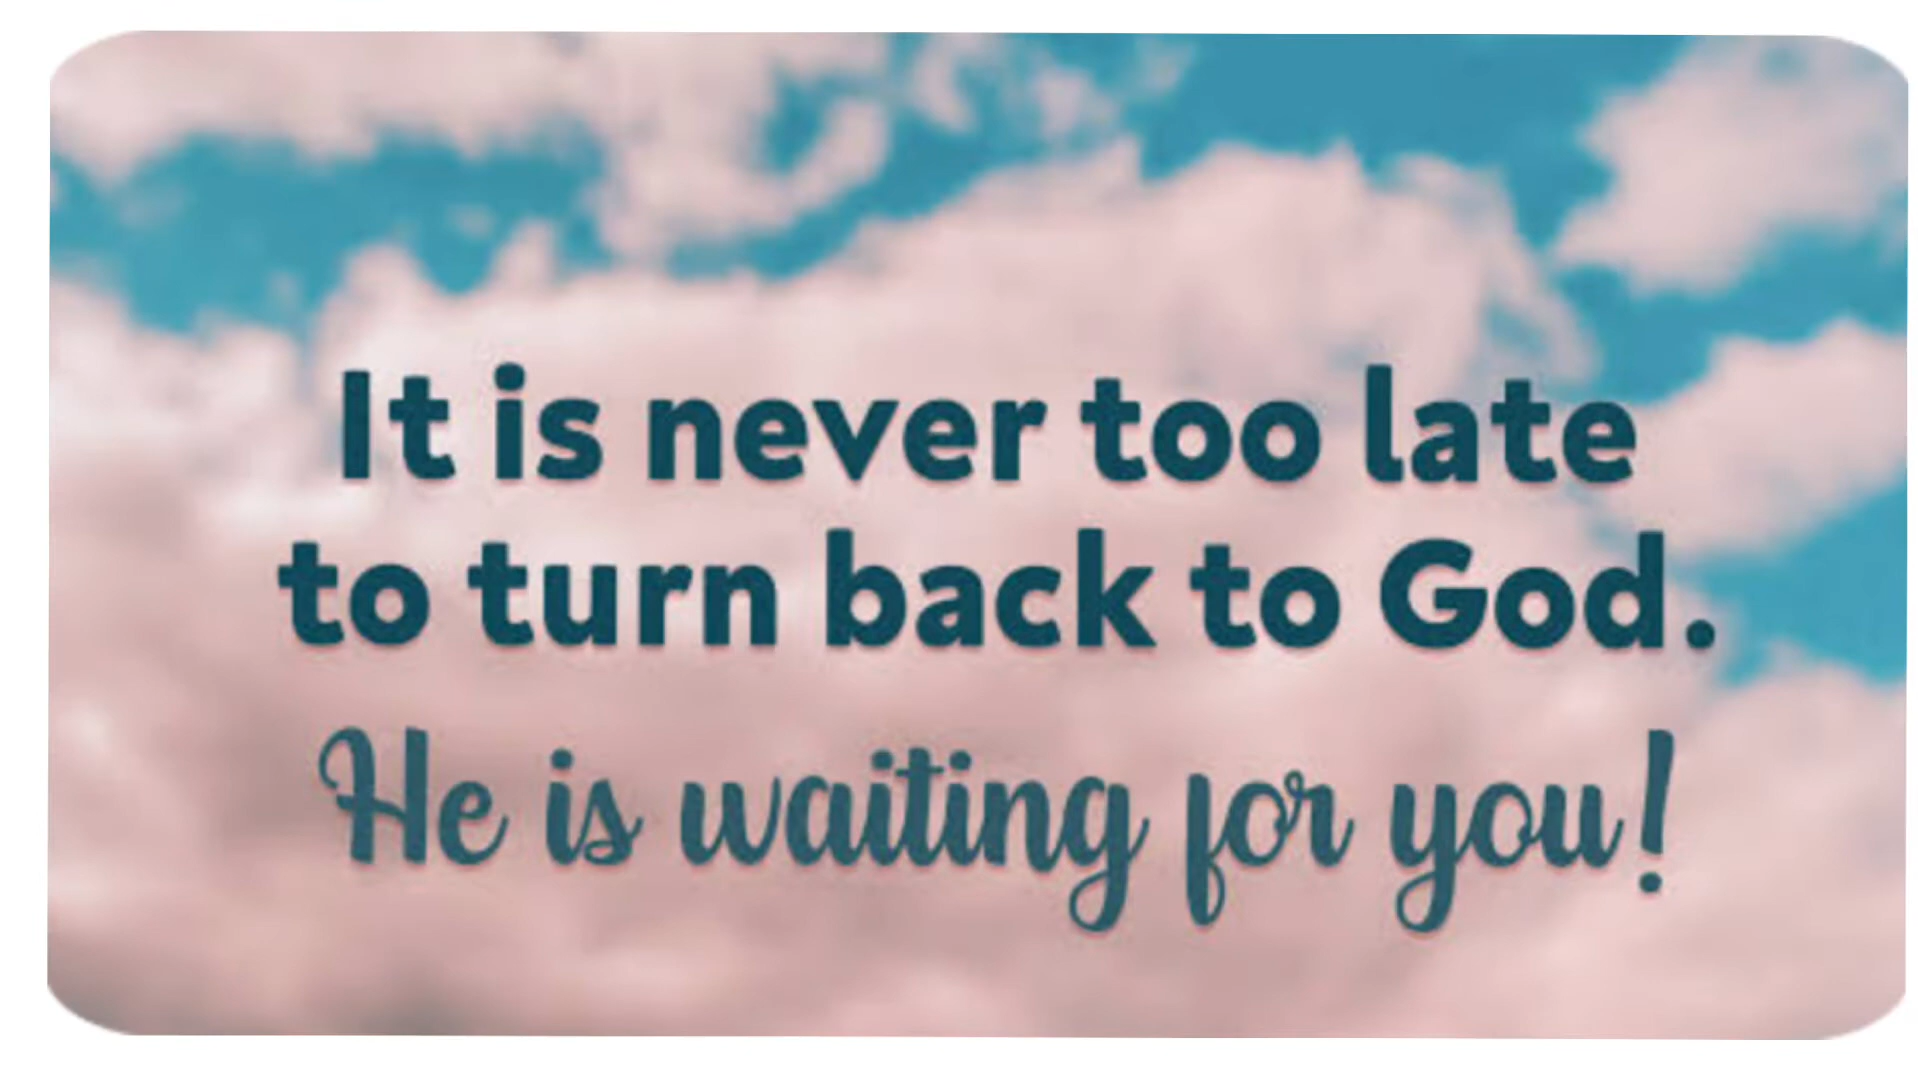 It is never too late
to turn back to God.
He is waiting for you!